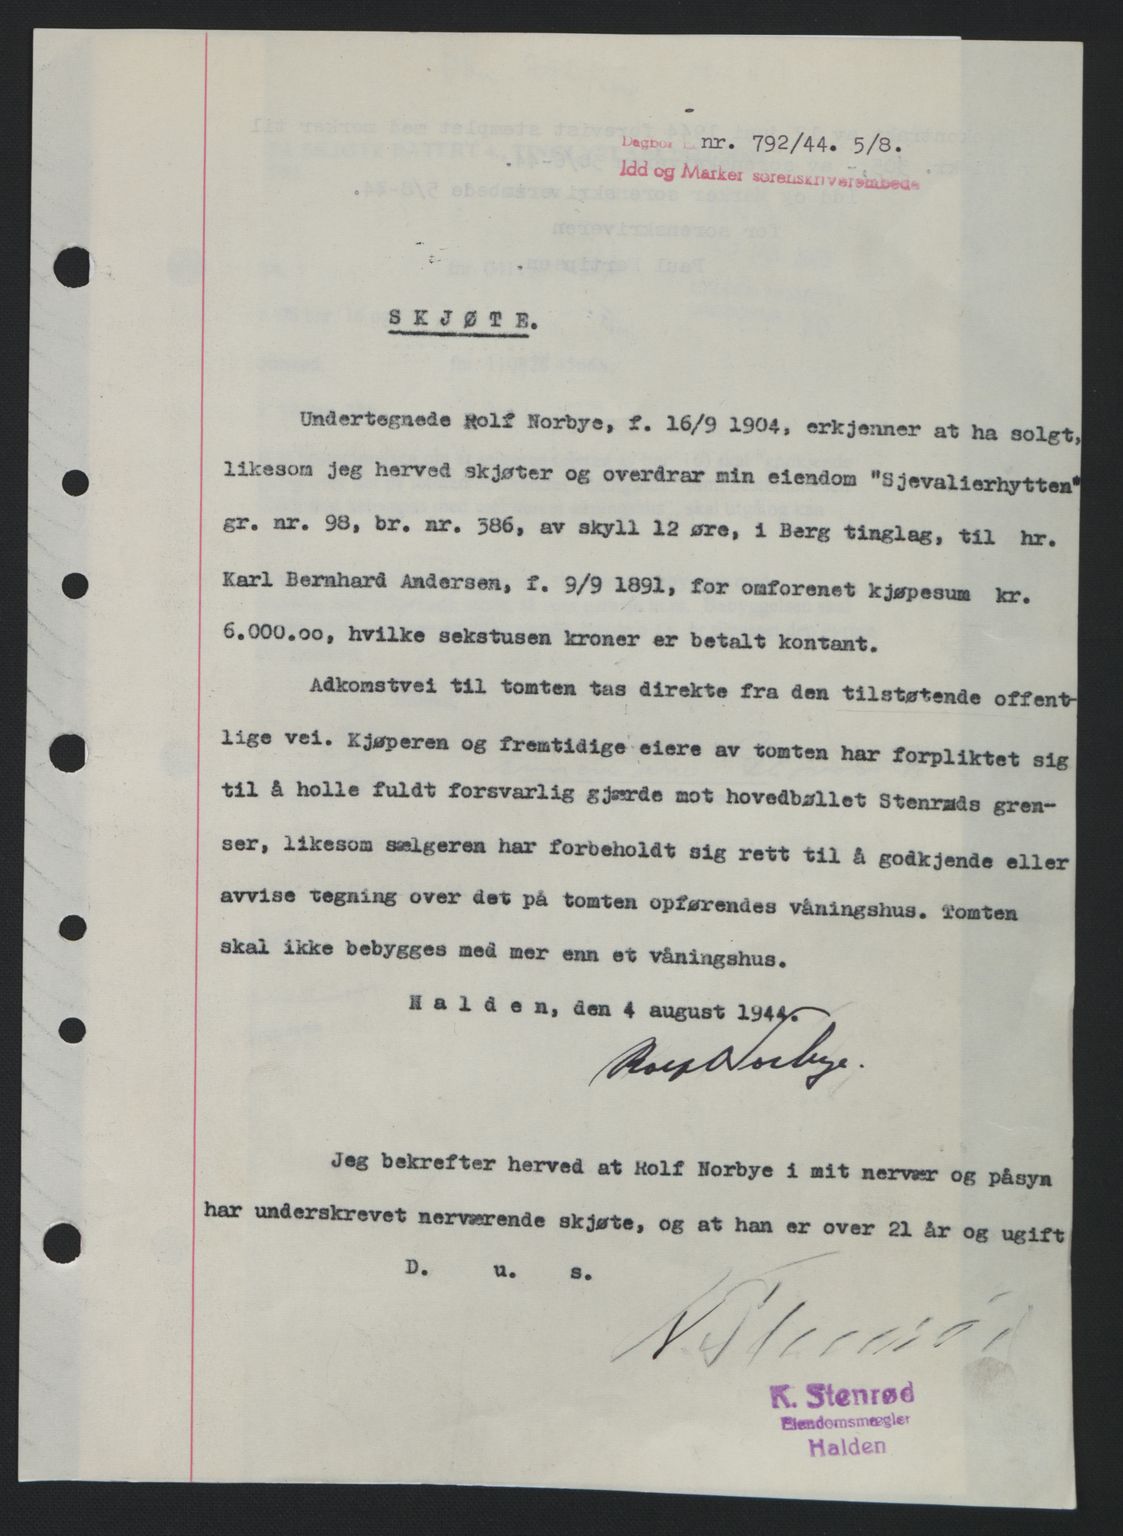 Dagbok nr. 792/44. 5/8.
Idd og Marker sorenskriverembede
SKJØTE.
Undertegnede Rolf Norbye, f. 16/9 1904, erkjenner at ha solgt,
likesom jeg herved skjøter og overdrar min eiendom "Sjevalierhytten"
gr. nr. 98, br. nr. 386, av skyll 12 øre, i Berg tinglag, til hr.
Karl Bernhard Andersen, f. 9/9 1891, for omforenet kjøpesum kr.
6.000.oo, hvilke sekstusen kroner er betalt kontant.
Adkomstvei til tomten tas direkte fra den tilstøtende offent-
lige vei. Kjøperen og fremtidige eiere av tomten har forpliktet sig
til å holle fuldt forsvarlig gjærde mot hovedbøllet Stenrøds gren-
ser, likesom sælgeren har forbeholdt sig rett til å godkjende eller
avvise tegning over det på tomten opførendes våningshus. Tomten
skal ikke bebygges med mer enn et våningshus.
Halden, den 4 august 1944.
Rolf Norbye.
Jeg bekrefter herved at Rolf Norbye i mit nervær og påsyn
har underskrevet nerværende skjøte, og at han er over 21 år og ugift
D. u. s.
K. Stenrød
K. Stenrød
Eiendomsmægler
Halden